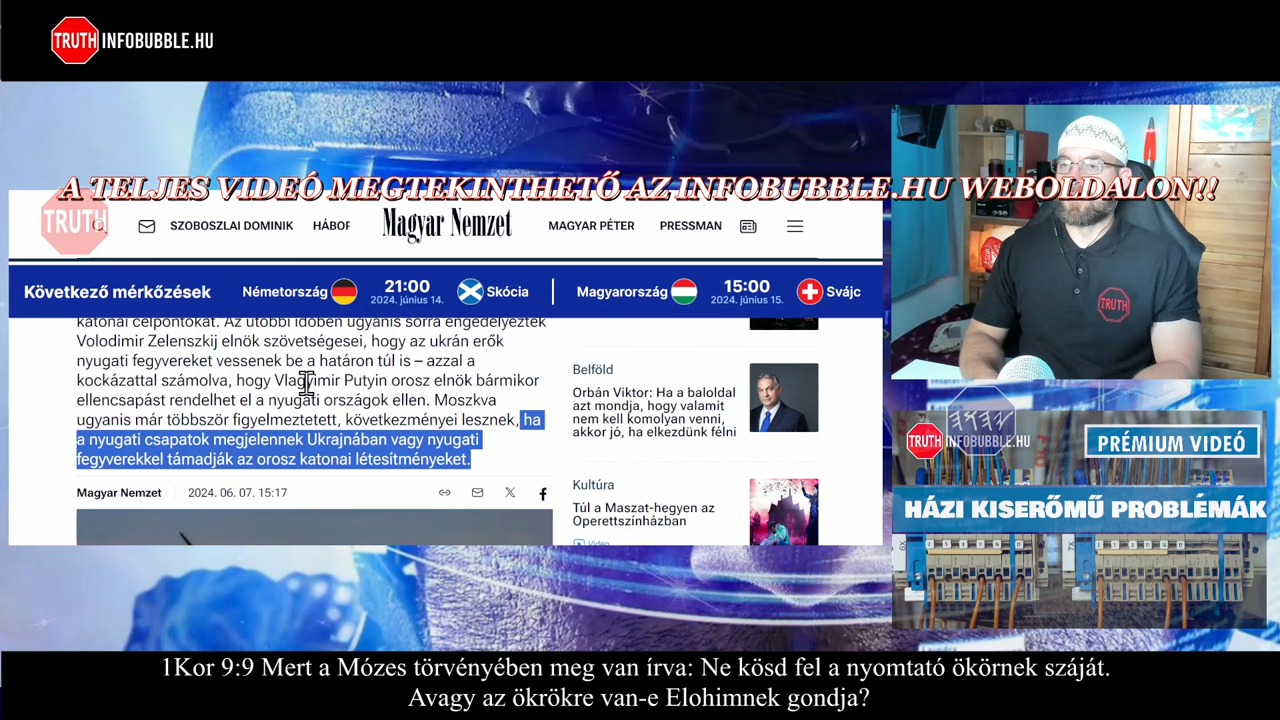 TRUTH INFOBUBBLE.HU
A TELJES VIDEÓ MEGTEKINTHETŐ AZ INFOBUBBLE.HU WEBOLDALON!!
TRUTH
SZOBOSZLAI DOMINIK
HÁBOR
Magyar Nemzet
MAGYAR PÉTER
PRESSMAN
Következő mérkőzések
Németország
21:00
2024. június 14.
Skócia
Magyarország
15:00
2024. június 15.
Svájc
katonai célpontokat. Az utóbbi időben ugyanis sorra engedélyezték
Volodimir Zelenszkij elnök szövetségesei, hogy az ukrán erők
nyugati fegyvereket vessenek be a határon túl is – azzal a
kockázattal számolva, hogy Vlagyimir Putyin orosz elnök bármikor
ellencsapást rendelhet el a nyugati országok ellen. Moszkva
ugyanis már többször figyelmeztetett, következményei lesznek, ha
a nyugati csapatok megjelennek Ukrajnában vagy nyugati
fegyverekkel támadják az orosz katonai létesítményeket.
Magyar Nemzet
2024. 06. 07. 15:17
Belföld
Orbán Viktor: Ha a baloldal
azt mondja, hogy valamit
nem kell komolyan venni,
akkor jó, ha elkezdünk félni
Kultúra
Túl a Maszat-hegyen az
Operettszínházban
Video
TRUTH
TRUTH INFOBUBBLE.HU
PRÉMIUM VIDEÓ
HÁZI KISERŐMŰ PROBLÉMÁK
1Kor 9:9 Mert a Mózes törvényében meg van írva: Ne kösd fel a nyomtató ökörnek száját.
Avagy az ökrökre van-e Elohimnek gondja?